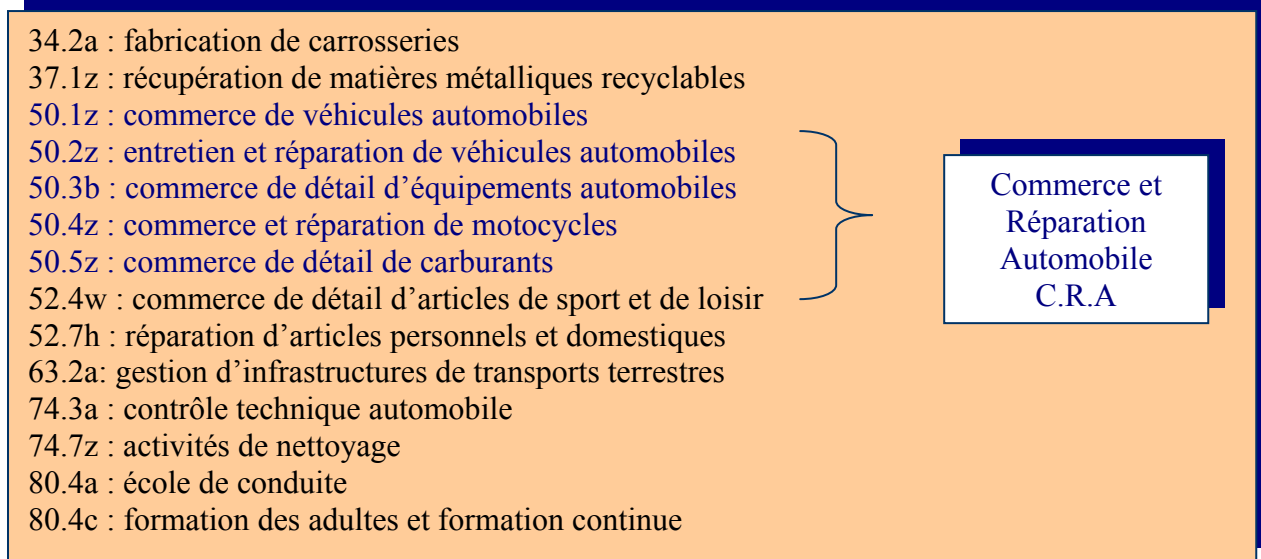 34.2a : fabrication de carrosseries
37.1z : récupération de matières métalliques recyclables
50.1z : commerce de véhicules automobiles
50.2z : entretien et réparation de véhicules automobiles
50.3b : commerce de détail d’équipements automobiles
50.4z : commerce et réparation de motocycles
50.5z : commerce de détail de carburants
52.4w : commerce de détail d’articles de sport et de loisir
52.7h : réparation d’articles personnels et domestiques
63.2a: gestion d’infrastructures de transports terrestres
74.3a : contrôle technique automobile
74.7z : activités de nettoyage
80.4a : école de conduite
80.4c : formation des adultes et formation continue
Commerce et
Réparation
Automobile
C.R.A